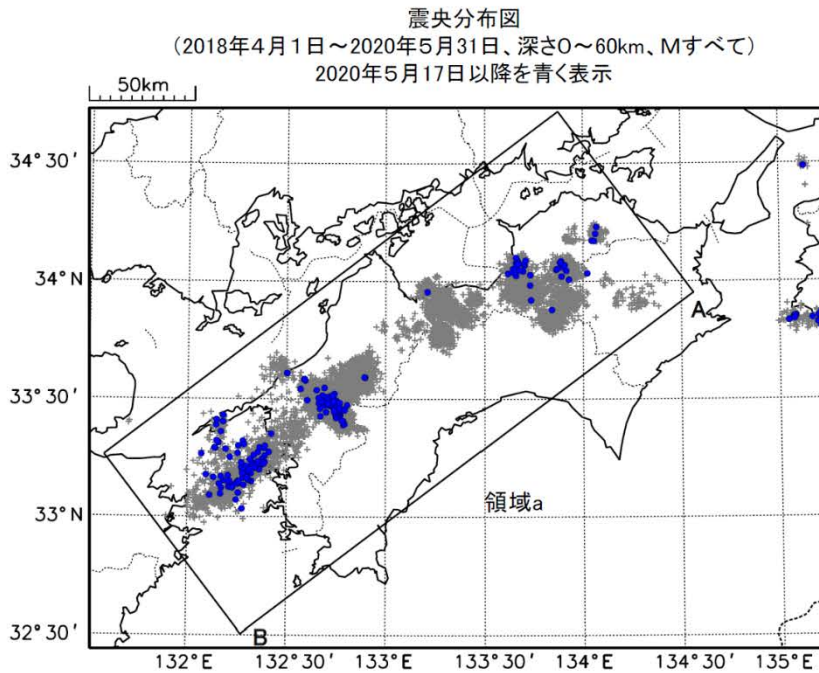 震央分布図
(2018年4月1日~2020年5月31日、深さ0~60km、Mすべて)
2020年5月17日以降を青く表示
50km
34°30′
34°N
33°30′
33°N
32°30′
A
領域a
B
132°E
132°30′
133°E
133°30′
134°E
134°30′
135°E